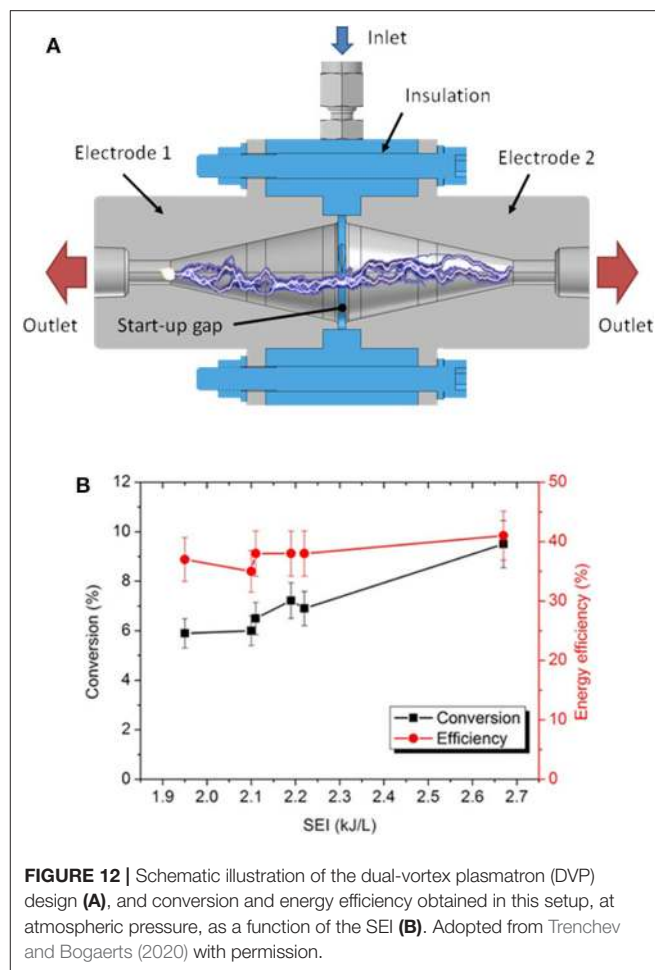 A
Inlet
Insulation
Electrode 1
Electrode 2
Outlet
Start-up gap
Outlet
B
12
10
8
6
4
2
0
Conversion (%)
50
40
30
20
10
0
Energy efficiency (%)
Conversion
Efficiency
1.9 2.0 2.1 2.2 2.3 2.4 2.5 2.6 2.7
SEI (kJ/L)
FIGURE 12 | Schematic illustration of the dual-vortex plasmatron (DVP)
design (A), and conversion and energy efficiency obtained in this setup, at
atmospheric pressure, as a function of the SEI (B). Adopted from Trenchev
and Bogaerts (2020) with permission.